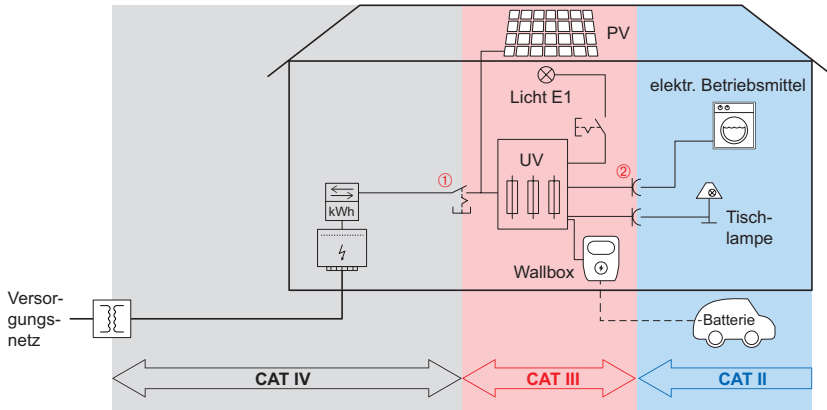 PV
Licht E1
elektr. Betriebsmittel
UV
①
②
kWh
Tisch-
lampe
Wallbox
Versor-
gungs-
netz
Batterie
CAT IV
CAT III
CAT II